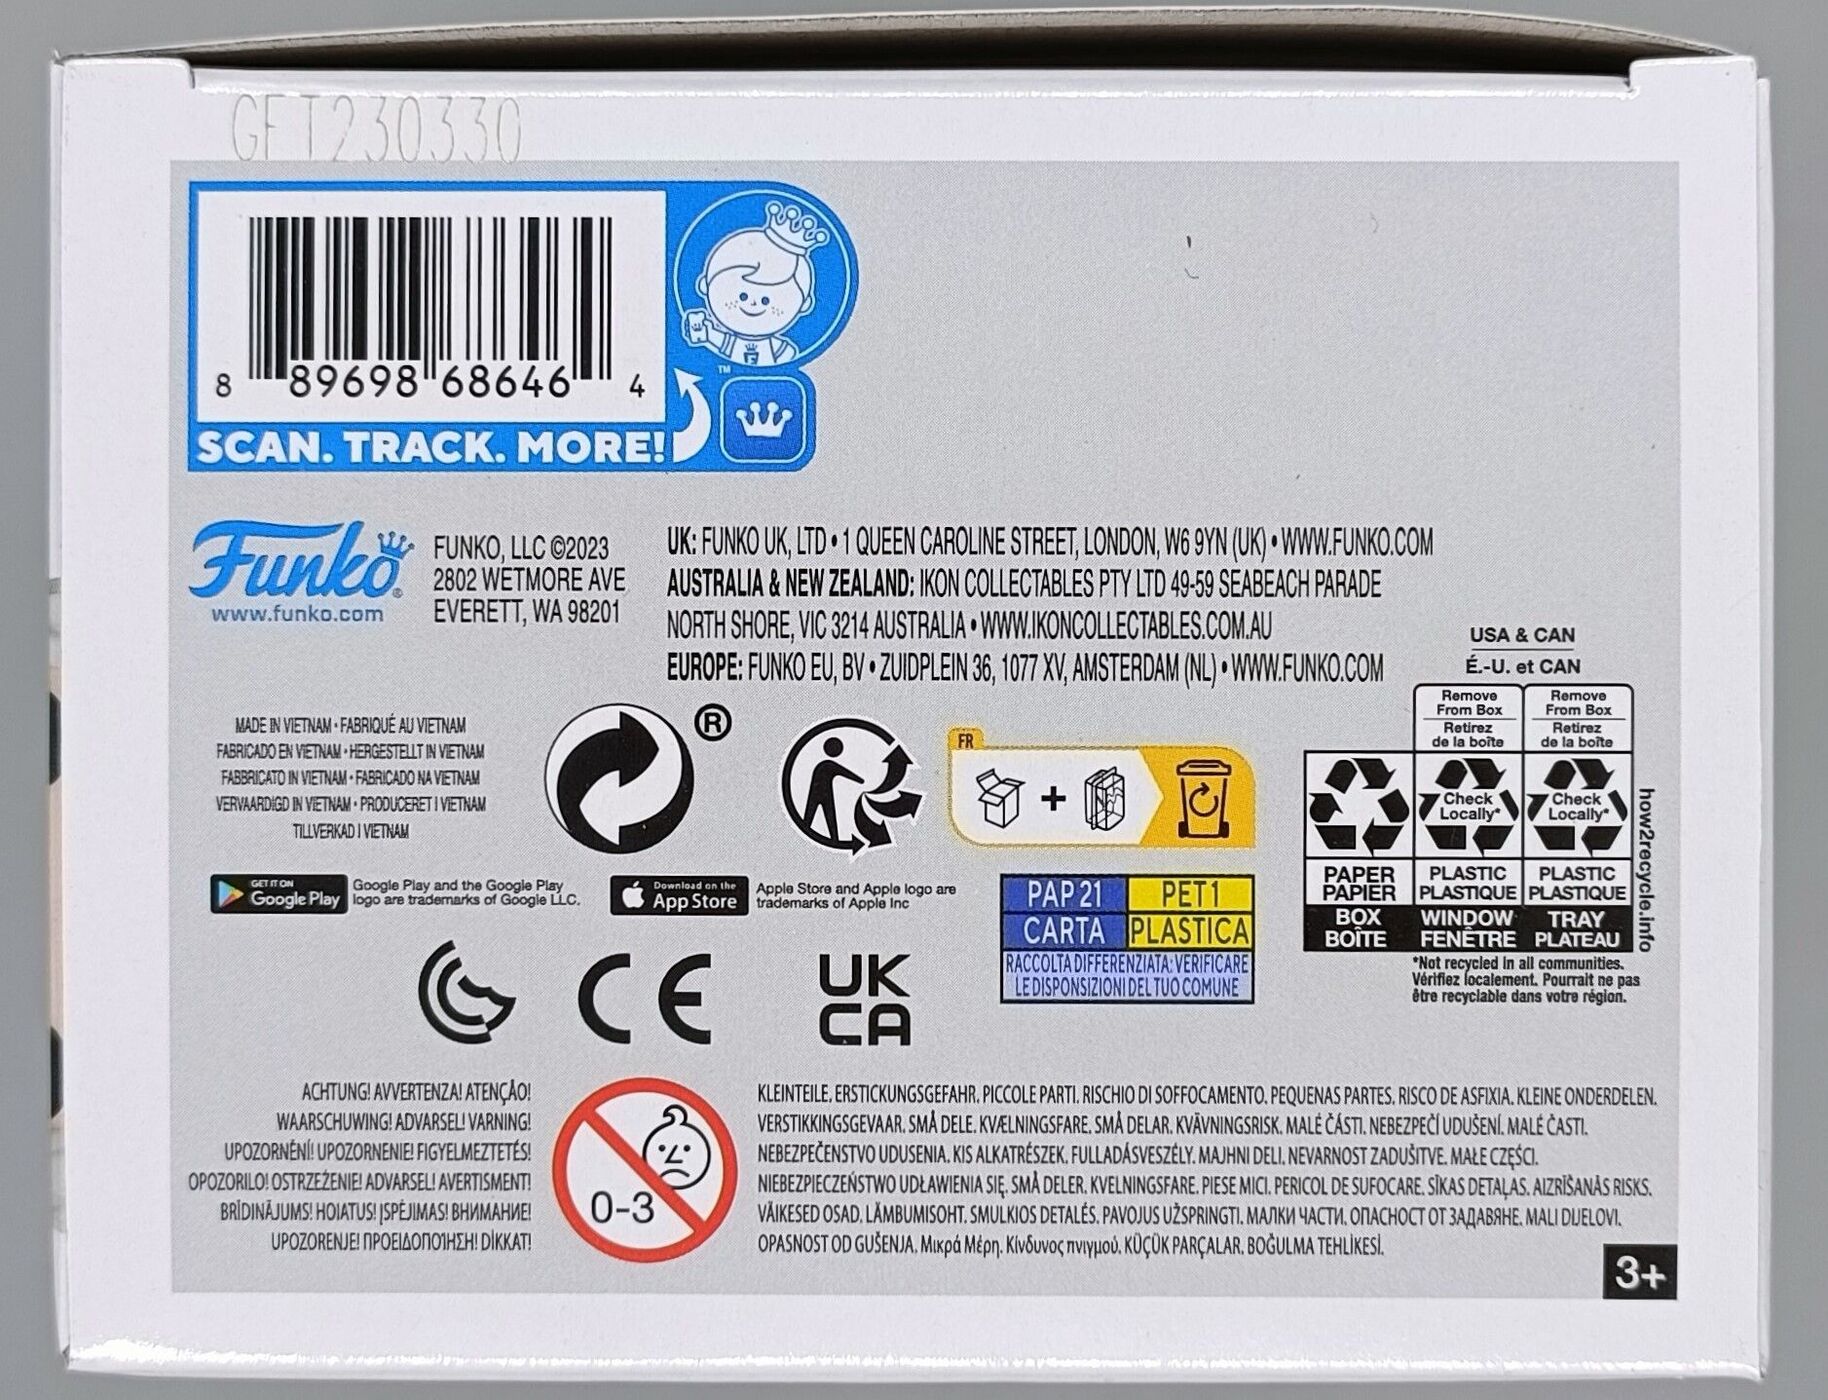 GFT230330
8 89698 68646 4
SCAN. TRACK. MORE!
TM
Funko®
www.funko.com
FUNKO, LLC ©2023
2802 WETMORE AVE
EVERETT, WA 98201
UK: FUNKO UK, LTD • 1 QUEEN CAROLINE STREET, LONDON, W6 9YN (UK) • WWW.FUNKO.COM
AUSTRALIA & NEW ZEALAND: IKON COLLECTABLES PTY LTD 49-59 SEABEACH PARADE
NORTH SHORE, VIC 3214 AUSTRALIA • WWW.IKONCOLLECTABLES.COM.AU
EUROPE: FUNKO EU, BV • ZUIDPLEIN 36, 1077 XV, AMSTERDAM (NL) • WWW.FUNKO.COM
MADE IN VIETNAM • FABRIQUÉ AU VIETNAM
FABRICADO EN VIETNAM • HERGESTELLT IN VIETNAM
FABBRICATO IN VIETNAM • FABRICADO NA VIETNAM
VERVAARDIGD IN VIETNAM • PRODUCERET I VIETNAM
TILLVERKAD I VIETNAM
®
FR
+
USA & CAN
É.-U. et CAN
Remove
From Box
Retirez
de la boîte
Remove
From Box
Retirez
de la boîte
Check
Locally*
Check
Locally*
PAPER
PAPIER
PLASTIC
PLASTIQUE
PLASTIC
PLASTIQUE
BOX
BOÎTE
WINDOW
FENÊTRE
TRAY
PLATEAU
how2recycle.info
*Not recycled in all communities.
Vérifiez localement. Pourrait ne pas
être recyclable dans votre région.
GET IT ON
Google Play
Google Play and the Google Play
logo are trademarks of Google LLC.
Download on the
App Store
Apple Store and Apple logo are
trademarks of Apple Inc
PAP 21
PET 1
CARTA
PLASTICA
RACCOLTA DIFFERENZIATA: VERIFICARE
LE DISPONSIZIONI DEL TUO COMUNE
CE
UK
CA
ACHTUNG! AVVERTENZA! ATENÇÃO!
WAARSCHUWING! ADVARSEL! VARNING!
UPOZORNĚNÍ! UPOZORNENIE! FIGYELMEZTETÉS!
OPOZORILO! OSTRZEŻENIE! ADVARSEL! AVERTISMENT!
BRĪDINĀJUMS! HOIATUS! ĮSPĖJIMAS! ВНИМАНИЕ!
UPOZORENJE! ΠΡΟΕΙΔΟΠΟΊΗΣΗ! DİKKAT!
0-3
KLEINTEILE, ERSTICKUNGSGEFAHR. PICCOLE PARTI. RISCHIO DI SOFFOCAMENTO. PEQUENAS PARTES. RISCO DE ASFIXIA. KLEINE ONDERDELEN.
VERSTIKKINGSGEVAAR. SMÅ DELE. KVÆLNINGSFARE. SMÅ DELAR. KVÄVNINGSRISK. MALÉ ČÁSTI. NEBEZPEČÍ UDUŠENÍ. MALÉ ČASTI.
NEBEZPEČENSTVO UDUSENIA. KIS ALKATRÉSZEK. FULLADÁSVESZÉLY. MAJHNI DELI. NEVARNOST ZADUŠITVE. MAŁE CZĘŚCI.
NIEBEZPIECZEŃSTWO UDŁAWIENIA SIĘ. SMÅ DELER. KVELNINGSFARE. PIESE MICI. PERICOL DE SUFOCARE. SĪKAS DETAĻAS. AIZRĪŠANĀS RISKS.
VÄIKESED OSAD. LÄMBUMISOHT. SMULKIOS DETALĖS. PAVOJUS UŽSPRINGTI. МАЛКИ ЧАСТИ. ОПАСНОСТ ОТ ЗАДАВЯНЕ. MALI DIJELOVI.
OPASNOST OD GUŠENJA. Μικρά Μέρη. Κίνδυνος πνιγμού. KÜÇÜK PARÇALAR. BOĞULMA TEHLİKESİ.
3+